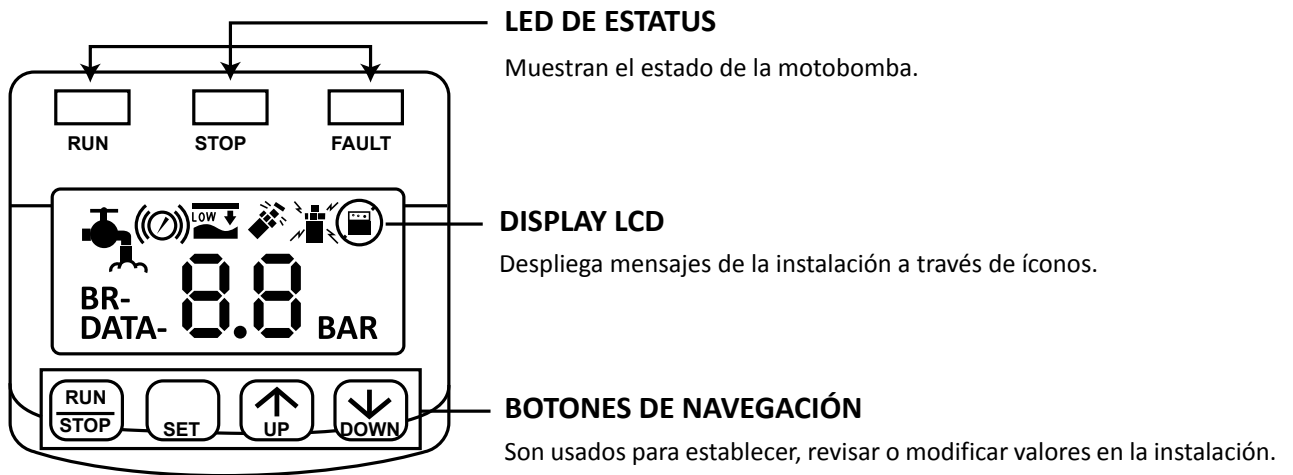 LED DE ESTATUS
Muestran el estado de la motobomba.
RUN
STOP
FAULT
LOW
DISPLAY LCD
Despliega mensajes de la instalación a través de íconos.
BR-
DATA-
8.8
BAR
RUN
STOP
SET
UP
DOWN
BOTONES DE NAVEGACIÓN
Son usados para establecer, revisar o modificar valores en la instalación.